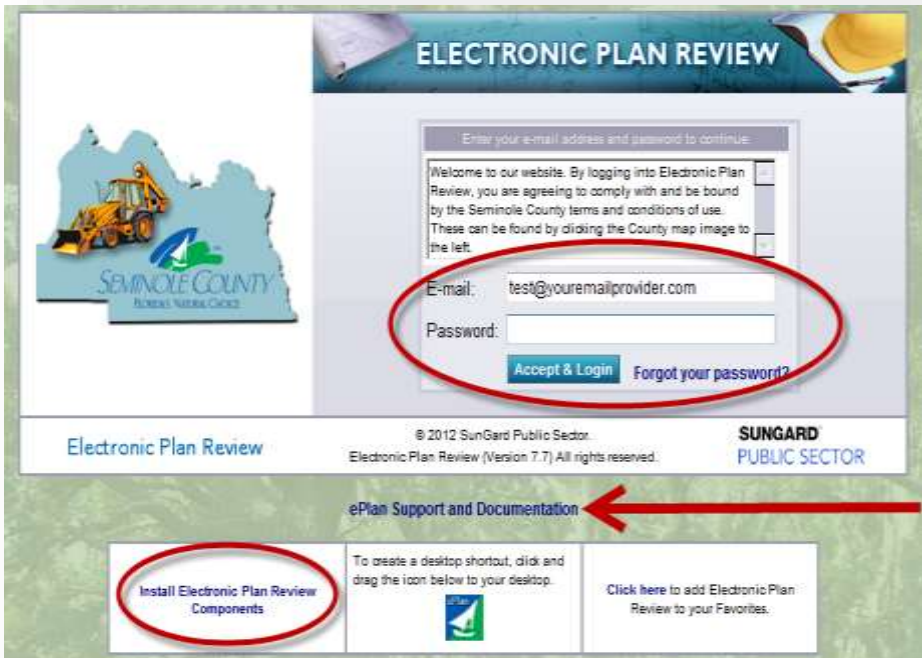 ELECTRONIC PLAN REVIEW
Enter your e-mail address and password to continue.
Welcome to our website. By logging into Electronic Plan
Review, you are agreeing to comply with and be bound
by the Seminole County terms and conditions of use.
These can be found by clicking the County map image to
the left.
SEMINOLE COUNTY
FLORIDA'S NATURAL CHOICE
E-mail: test@youremailprovider.com
Password:
Accept & Login Forgot your password?
Electronic Plan Review
© 2012 SunGard Public Sector.
Electronic Plan Review (Version 7.7) All rights reserved.
SUNGARD
PUBLIC SECTOR
ePlan Support and Documentation
Install Electronic Plan Review
Components
To create a desktop shortcut, click and
drag the icon below to your desktop.
ePlan
Click here to add Electronic Plan
Review to your Favorites.